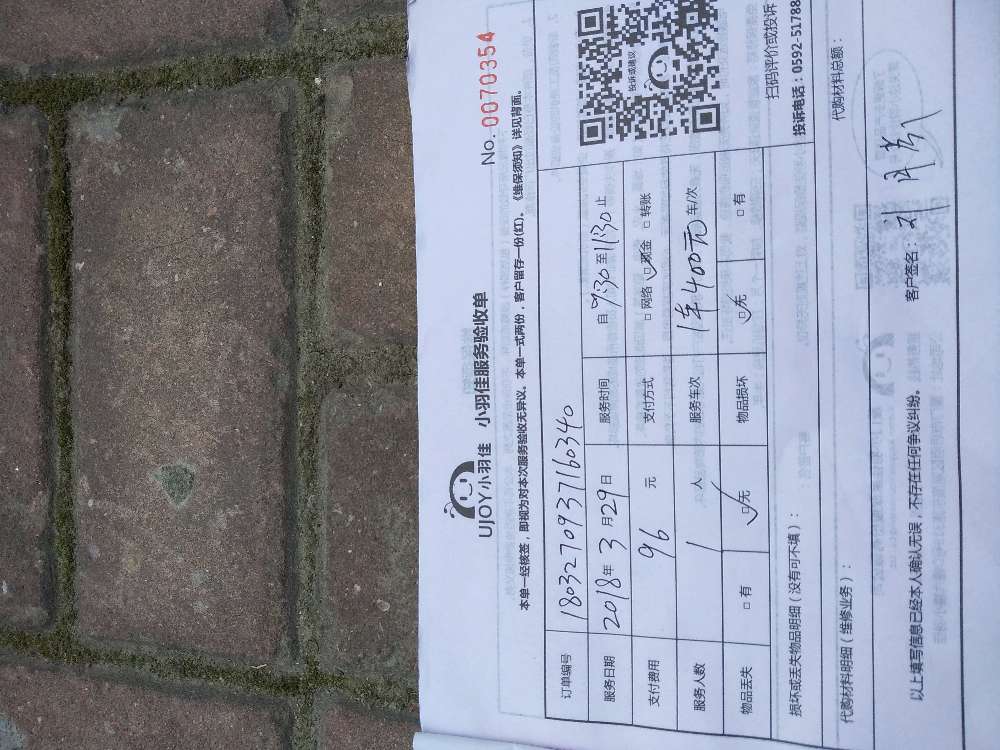 No.0070354
UJOY小羽佳 小羽佳服务验收单
本单一经核签，即视为对本次服务验收无异议。本单一式两份，客户留存一份(红)。《维保须知》详见背面。
订单编号 1803270937160340
服务日期 2018年3月29日 服务时间 自9:30至11:30止
支付费用 96元 支付方式 □网络 ☑现金 □转账
服务人数 1人 服务车次 1年400元 车/次
物品丢失 □有 ☑无 物品损坏 ☑无 □有
投诉或建议
扫码评价或投诉
投诉电话：0592-51788
损坏或丢失物品明细（没有可不填）：
代购材料明细（维修业务）： 代购材料总额：
以上填写信息已经本人确认无误，不存在任何争议纠纷。 客户签名：